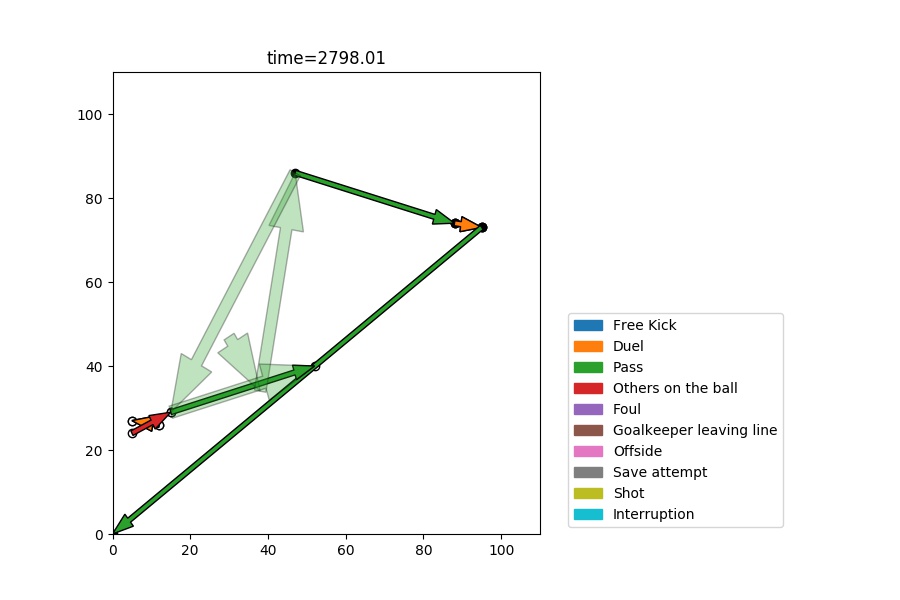 time=2798.01
100
80
60
40
20
0
0 20 40 60 80 100
Free Kick
Duel
Pass
Others on the ball
Foul
Goalkeeper leaving line
Offside
Save attempt
Shot
Interruption